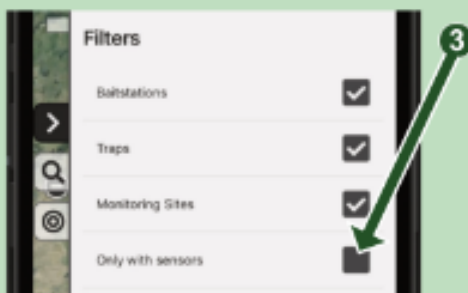 Filters
3
Baitstations
Traps
Monitoring Sites
Only with sensors